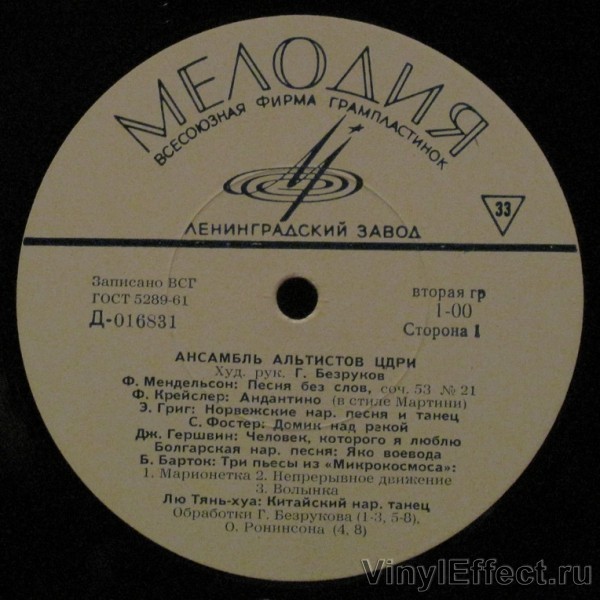 МЕЛОДИЯ
ВСЕСОЮЗНАЯ ФИРМА ГРАМПЛАСТИНОК
ЛЕНИНГРАДСКИЙ ЗАВОД
33
Записано ВСГ
ГОСТ 5289-61
Д-016831
вторая гр
1-00
Сторона 1
АНСАМБЛЬ АЛЬТИСТОВ ЦДРИ
Худ. рук. Г. Безруков
Ф. Мендельсон: Песня без слов, соч. 53 № 21
Ф. Крейслер: Андантино (в стиле Мартини)
Э. Григ: Норвежские нар. песня и танец
С. Фостер: Домик над рекой
Дж. Гершвин: Человек, которого я люблю
Болгарская нар. песня: Яко воевода
Б. Барток: Три пьесы из «Микрокосмоса»:
1. Марионетка 2. Непрерывное движение
3. Волынка
Лю Тянь-хуа: Китайский нар. танец
Обработки Г. Безрукова (1-3, 5-8),
О. Ронинсона (4, 8)
VinylEffect.ru